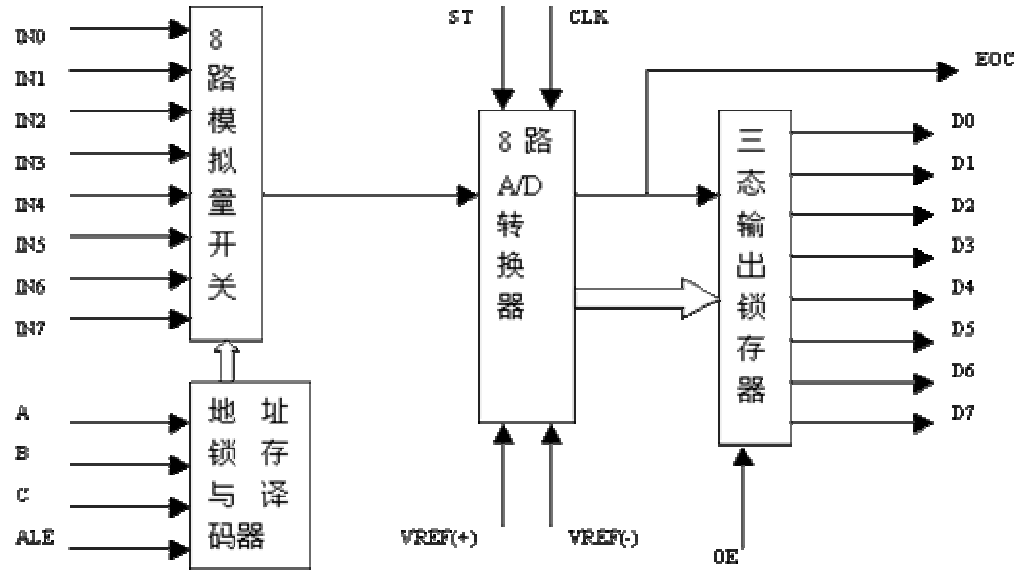 IN0
IN1
IN2
IN3
IN4
IN5
IN6
IN7
8
路
模
拟
量
开
关
A
B
C
ALE
地 址
锁 存
与 译
码器
ST
CLK
8 路
A/D
转
换
器
VREF(+)
VREF(-)
三
态
输
出
锁
存
器
OE
EOC
D0
D1
D2
D3
D4
D5
D6
D7